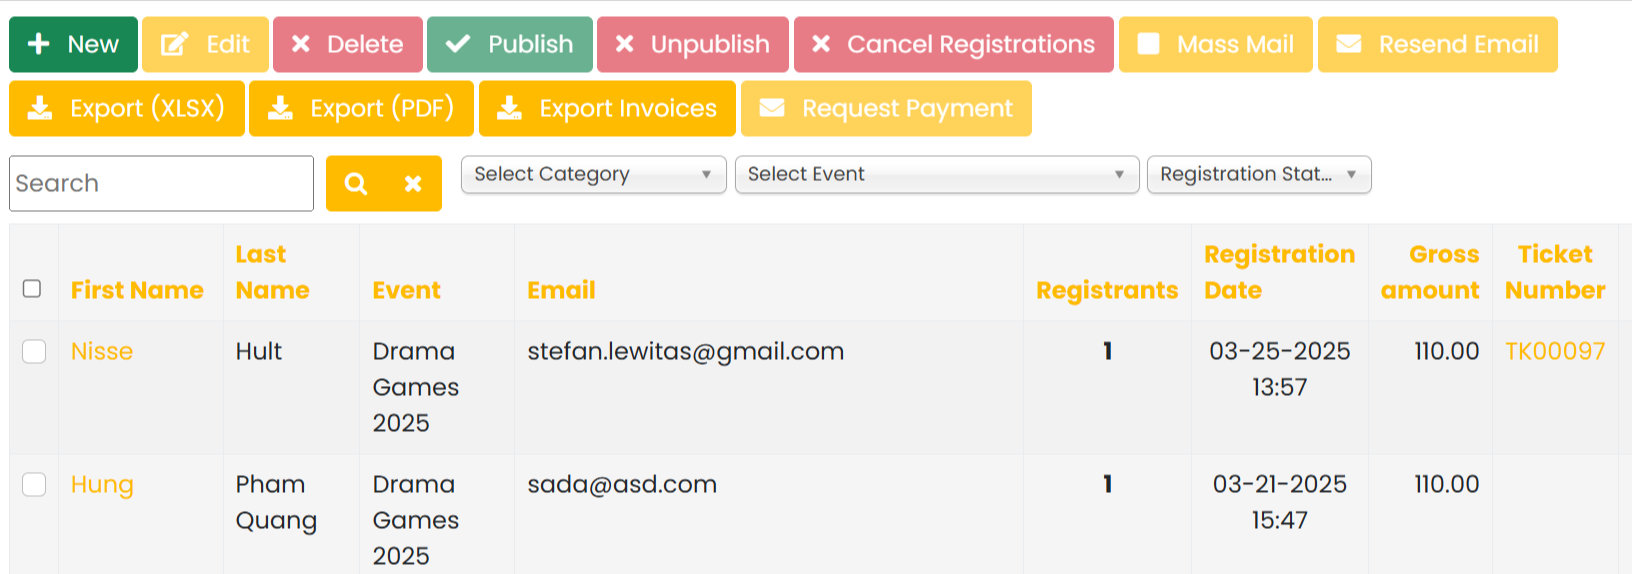 New Edit Delete Publish Unpublish Cancel Registrations Mass Mail Resend Email
Export (XLSX) Export (PDF) Export Invoices Request Payment
Search Select Category Select Event Registration Stat...
First Name Last Name Event Email Registrants Registration Date Gross amount Ticket Number
Nisse Hult Drama Games 2025 stefan.lewitas@gmail.com 1 03-25-2025 13:57 110.00 TK00097
Hung Pham Quang Drama Games 2025 sada@asd.com 1 03-21-2025 15:47 110.00